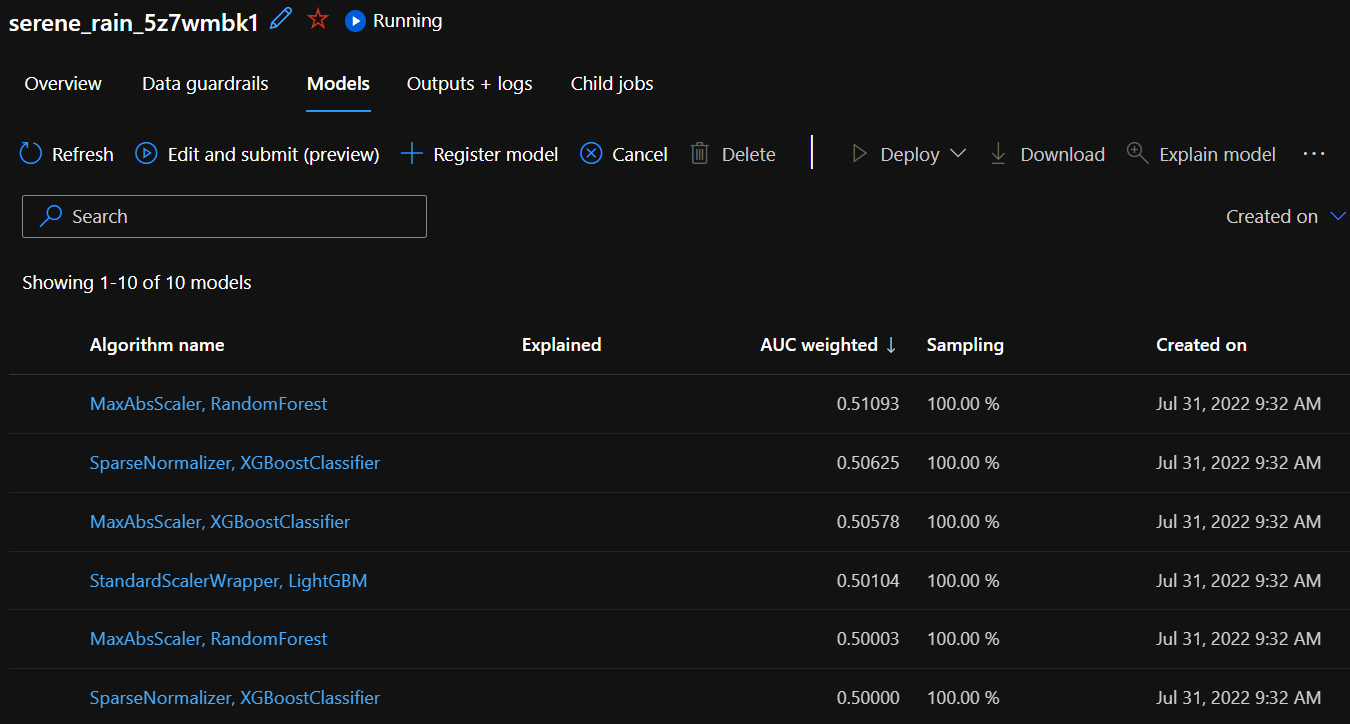 serene_rain_5z7wmbk1 Running
Overview Data guardrails Models Outputs + logs Child jobs
Refresh Edit and submit (preview) Register model Cancel Delete Deploy Download Explain model ···
Search Created on
Showing 1-10 of 10 models
Algorithm name Explained AUC weighted ↓ Sampling Created on
MaxAbsScaler, RandomForest 0.51093 100.00 % Jul 31, 2022 9:32 AM
SparseNormalizer, XGBoostClassifier 0.50625 100.00 % Jul 31, 2022 9:32 AM
MaxAbsScaler, XGBoostClassifier 0.50578 100.00 % Jul 31, 2022 9:32 AM
StandardScalerWrapper, LightGBM 0.50104 100.00 % Jul 31, 2022 9:32 AM
MaxAbsScaler, RandomForest 0.50003 100.00 % Jul 31, 2022 9:32 AM
SparseNormalizer, XGBoostClassifier 0.50000 100.00 % Jul 31, 2022 9:32 AM